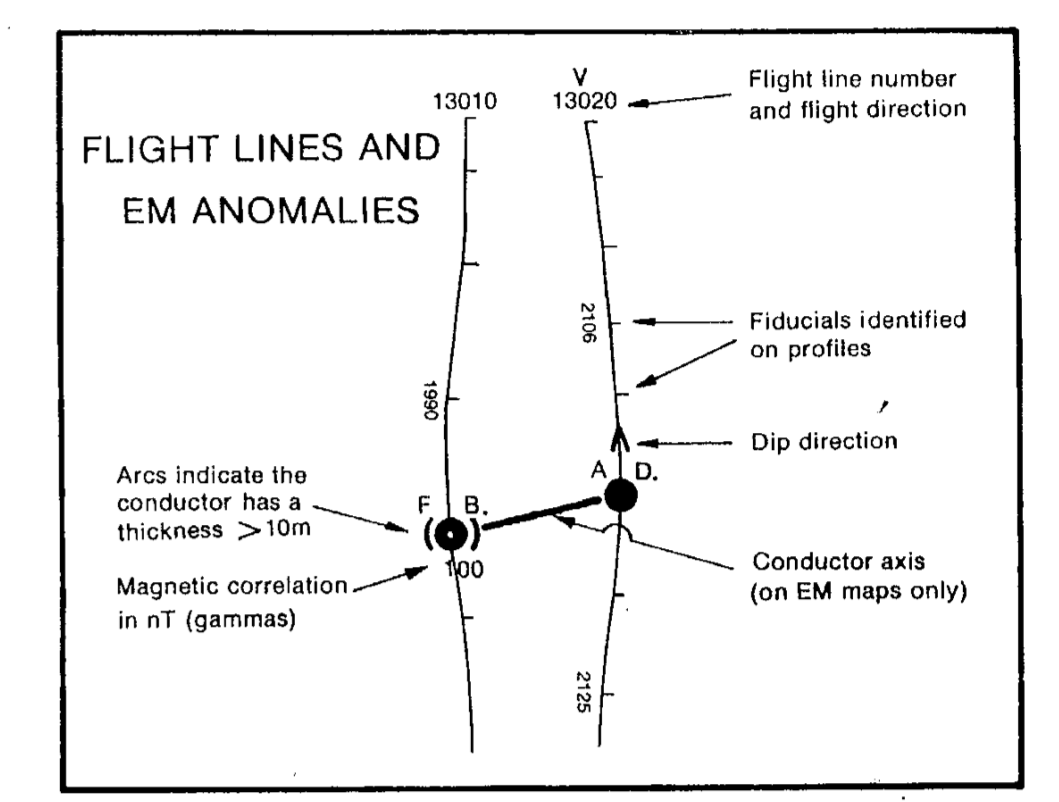 FLIGHT LINES AND
EM ANOMALIES
13010
V
13020
Flight line number
and flight direction
2106
Fiducials identified
on profiles
1990
Dip direction
A D.
Arcs indicate the
conductor has a
thickness >10m
F B.
100
Magnetic correlation
in nT (gammas)
Conductor axis
(on EM maps only)
2125